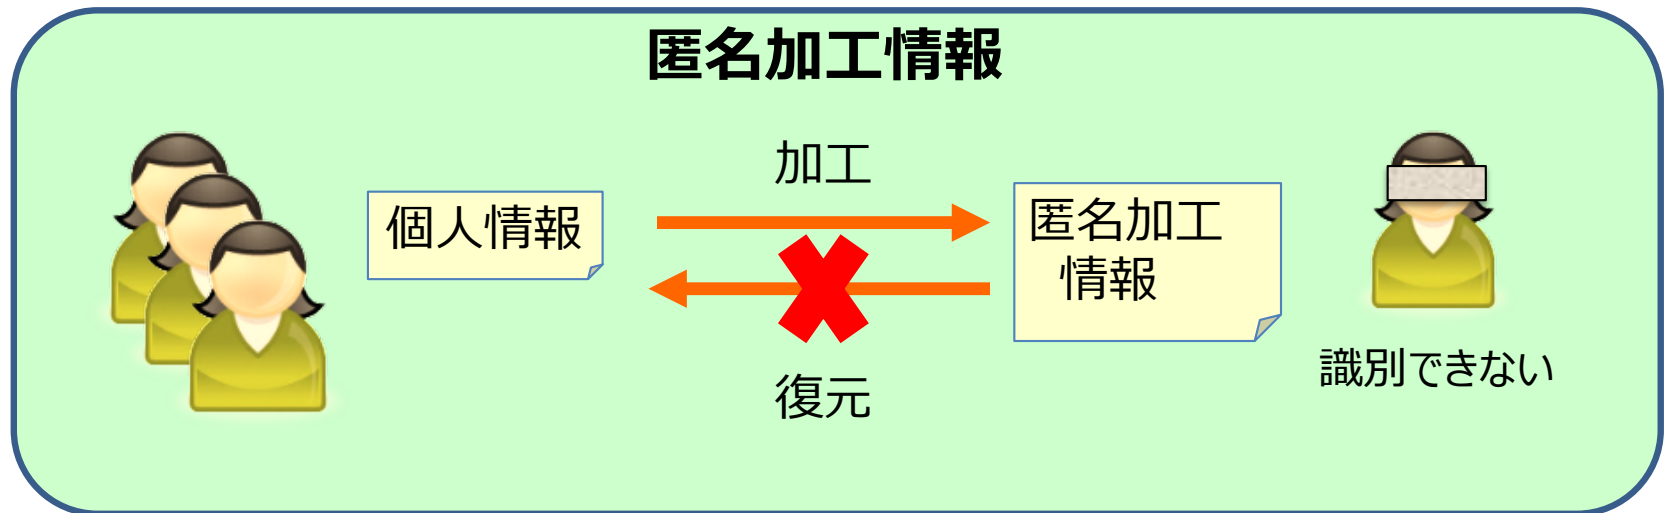 匿名加工情報
加工
個人情報
匿名加工
情報
復元
識別できない